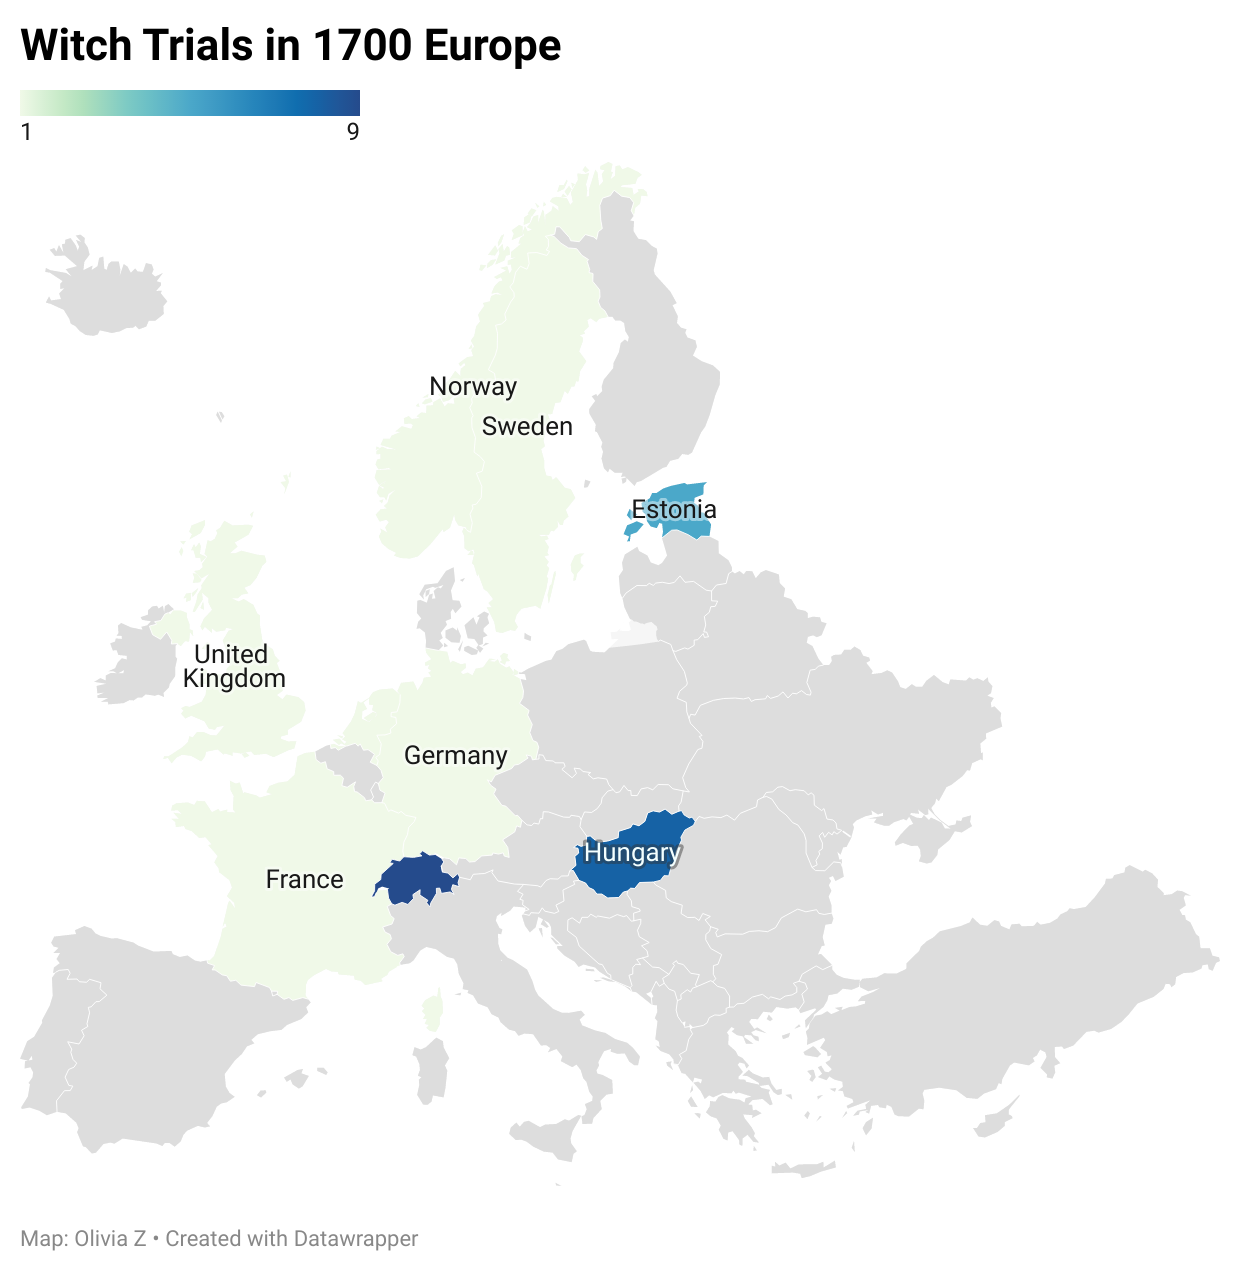 Witch Trials in 1700 Europe
1
9
Norway
Sweden
Estonia
United
Kingdom
Germany
Hungary
France
Map: Olivia Z • Created with Datawrapper